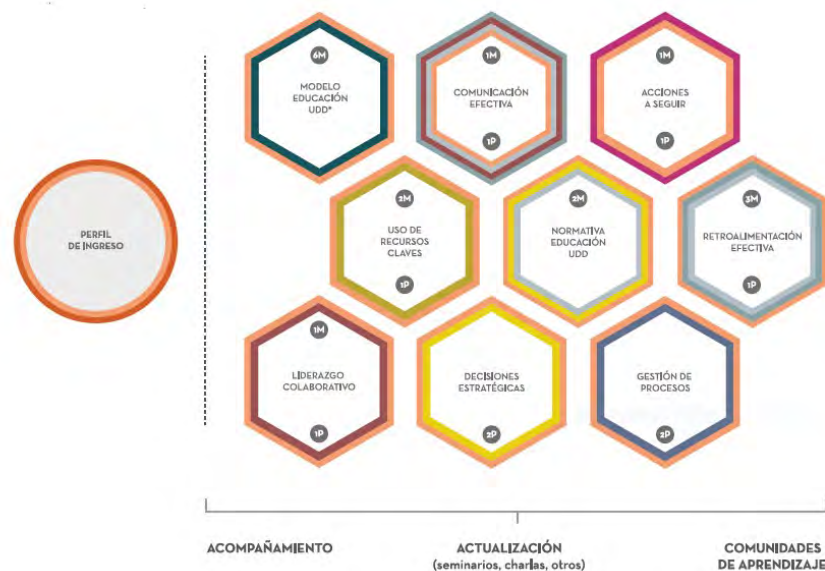 6M
MODELO
EDUCACIÓN
UDD*
1M
COMUNICACIÓN
EFECTIVA
1P
1M
ACCIONES
A SEGUIR
1P
PERFIL
DE INGRESO
2M
USO DE
RECURSOS
CLAVES
1P
2M
NORMATIVA
EDUCACIÓN
UDD
3M
RETROALIMENTACIÓN
EFECTIVA
1P
1M
LIDERAZGO
COLABORATIVO
1P
DECISIONES
ESTRATÉGICAS
2P
GESTIÓN DE
PROCESOS
2P
ACOMPAÑAMIENTO
ACTUALIZACIÓN
(seminarios, charlas, otros)
COMUNIDADES
DE APRENDIZAJE